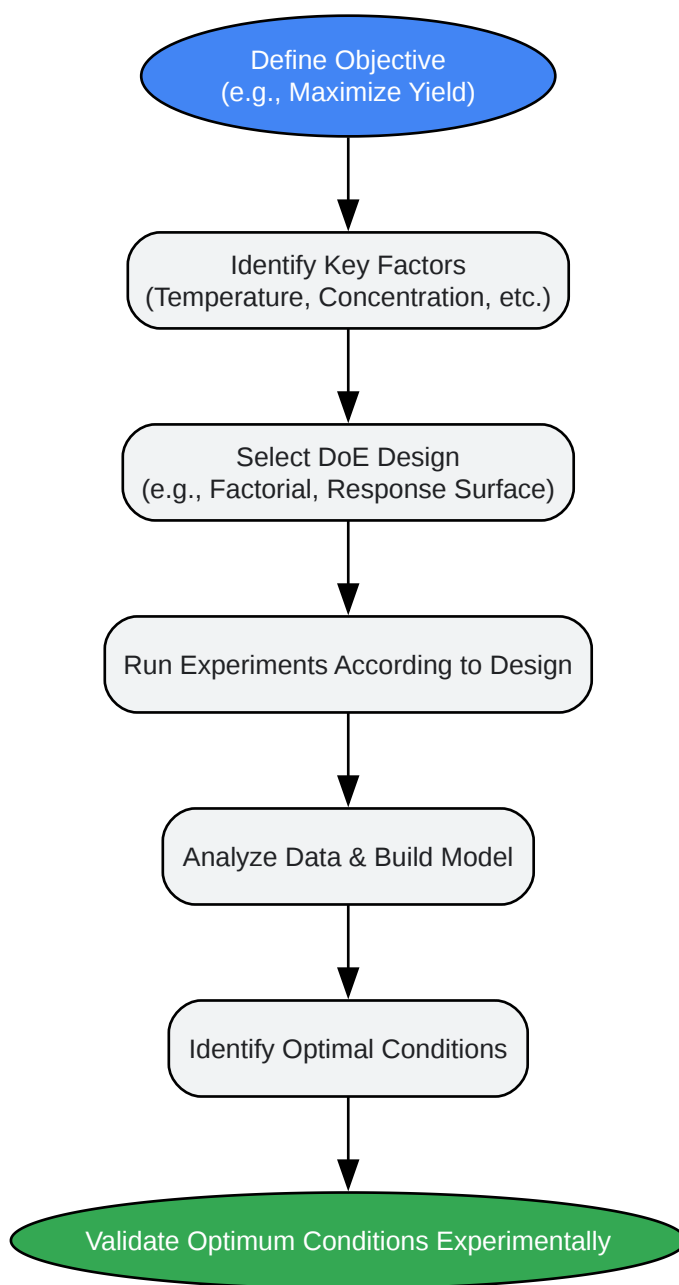 Define Objective
(e.g., Maximize Yield)
Identify Key Factors
(Temperature, Concentration, etc.)
Select DoE Design
(e.g., Factorial, Response Surface)
Run Experiments According to Design
Analyze Data & Build Model
Identify Optimal Conditions
Validate Optimum Conditions Experimentally